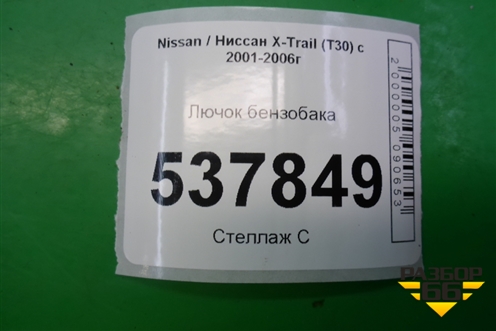 Nissan / Ниссан X-Trail (T30) с
2001-2006г
Лючок бензобака
537849
Стеллаж С
2000005090653
РАЗБОР
66